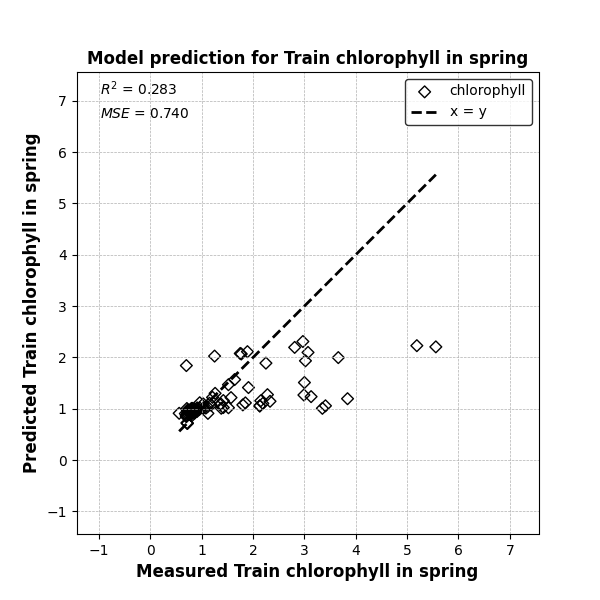 Model prediction for Train chlorophyll in spring
R² = 0.283
MSE = 0.740
chlorophyll
x = y
7
6
5
4
3
2
1
0
−1
Predicted Train chlorophyll in spring
−1 0 1 2 3 4 5 6 7
Measured Train chlorophyll in spring